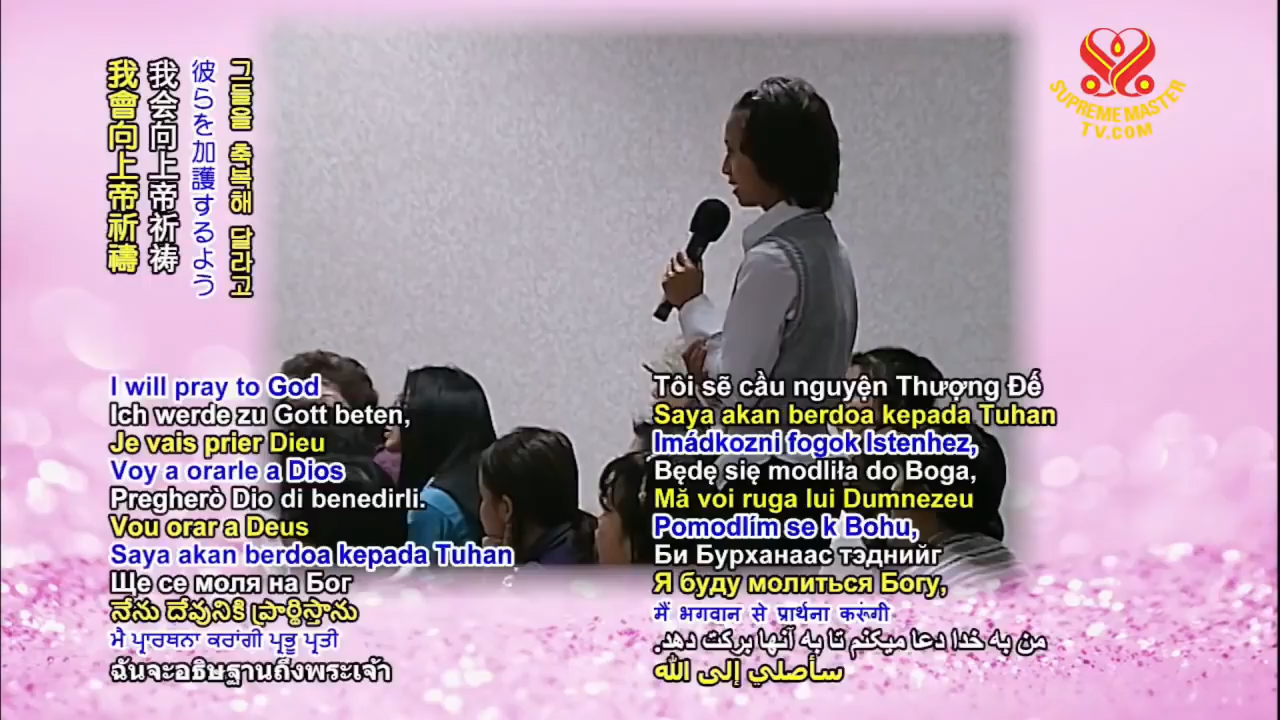 그들을 축복해 달라고
彼らを加護するよう
我会向上帝祈祷
我會向上帝祈禱
SUPREME MASTER
TV.COM
I will pray to God
Ich werde zu Gott beten,
Je vais prier Dieu
Voy a orarle a Dios
Pregherò Dio di benedirli.
Vou orar a Deus
Saya akan berdoa kepada Tuhan
Ще се моля на Бог
నేను దేవునికి ప్రార్థిస్తాను
ਮੈ ਪ੍ਰਾਰਥਨਾ ਕਰਾਂਗੀ ਪ੍ਰਭੂ ਪ੍ਰਤੀ
ฉันจะอธิษฐานถึงพระเจ้า
Tôi sẽ cầu nguyện Thượng Đế
Saya akan berdoa kepada Tuhan
Imádkozni fogok Istenhez,
Będę się modliła do Boga,
Mă voi ruga lui Dumnezeu
Pomodlím se k Bohu,
Би Бурханаас тэднийг
Я буду молиться Богу,
मैं भगवान से प्रार्थना करूंगी
من به خدا دعا میکنم تا به آنها برکت دهد.
سأصلي إلى الله